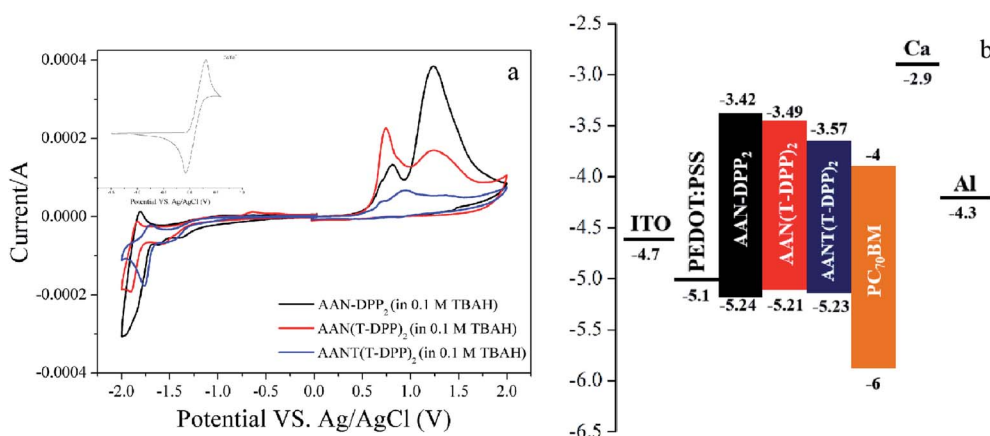 a
0.0004
0.0002
0.0000
-0.0002
0.0004
Current/A
Potential VS. Ag/AgCl (V)
AAN-DPP2 (in 0.1 M TBAH)
AAN(T-DPP)2 (in 0.1 M TBAH)
AANT(T-DPP)2 (in 0.1 M TBAH)
-2.0 -1.5 -1.0 -0.5 0.0 0.5 1.0 1.5 2.0
Potential VS. Ag/AgCl (V)
b
-2.5
-3.0
-3.5
-4.0
-4.5
-5.0
-5.5
-6.0
-6.5
ITO
-4.7
PEDOT:PSS
-5.1
-3.42
AAN-DPP2
-5.24
-3.49
AAN(T-DPP)2
-5.21
-3.57
AANT(T-DPP)2
-5.23
-4
PC70BM
-6
Ca
-2.9
Al
-4.3